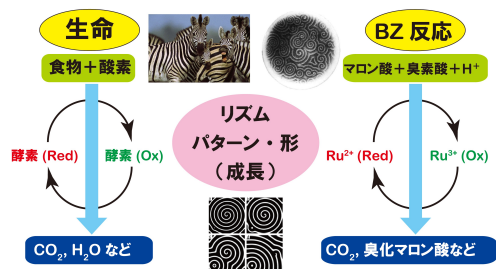 生命
食物＋酸素
酵素 (Red)
酵素 (Ox)
CO₂, H₂O など
リズム
パターン・形
（成長）
BZ 反応
マロン酸＋臭素酸＋H⁺
Ru²⁺ (Red)
Ru³⁺ (Ox)
CO₂, 臭化マロン酸など